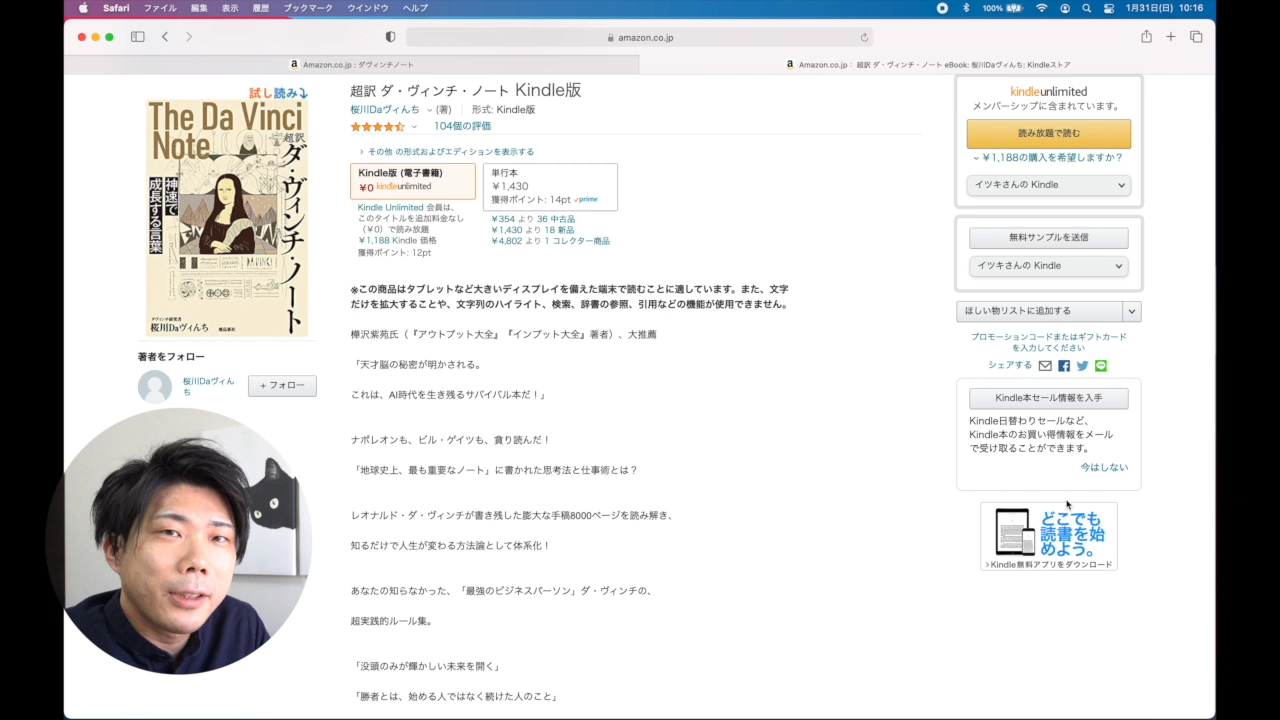 Safari ファイル 編集 表示 履歴 ブックマーク ウインドウ ヘルプ
100% 1月31日(日) 10:16
amazon.co.jp
Amazon.co.jp : ダヴィンチノート
Amazon.co.jp： 超訳 ダ・ヴィンチ・ノート eBook: 桜川Daヴィんち: Kindleストア
試し読み
The Da Vinci
Note
超訳
ダ・ヴィンチ・ノート
神速で
成長する言葉
ダヴィンチ研究者
桜川Daヴィんち
飛鳥新社
著者をフォロー
桜川Daヴィん
ち
+ フォロー
超訳 ダ・ヴィンチ・ノート Kindle版
桜川Daヴィんち (著) 形式: Kindle版
104個の評価
› その他 の形式およびエディションを表示する
Kindle版 (電子書籍)
¥0 kindleunlimited
Kindle Unlimited 会員は、
このタイトルを追加料金なし
（¥0）で読み放題
¥1,188 Kindle 価格
獲得ポイント: 12pt
単行本
¥1,430
獲得ポイント: 14pt prime
¥354 より 36 中古品
¥1,430 より 18 新品
¥4,802 より 1 コレクター商品
※この商品はタブレットなど大きいディスプレイを備えた端末で読むことに適しています。また、文字
だけを拡大することや、文字列のハイライト、検索、辞書の参照、引用などの機能が使用できません。
樺沢紫苑氏（『アウトプット大全』『インプット大全』著者）、大推薦
「天才脳の秘密が明かされる。
これは、AI時代を生き残るサバイバル本だ！」
ナポレオンも、ビル・ゲイツも、貪り読んだ！
「地球史上、最も重要なノート」に書かれた思考法と仕事術とは？
レオナルド・ダ・ヴィンチが書き残した膨大な手稿8000ページを読み解き、
知るだけで人生が変わる方法論として体系化！
あなたの知らなかった、「最強のビジネスパーソン」ダ・ヴィンチの、
超実践的ルール集。
「没頭のみが輝かしい未来を開く」
「勝者とは、始める人ではなく続けた人のこと」
kindleunlimited
メンバーシップに含まれています。
読み放題で読む
¥1,188の購入を希望しますか？
イツキさんの Kindle
無料サンプルを送信
イツキさんの Kindle
ほしい物リストに追加する
プロモーションコードまたはギフトカード
を入力してください
シェアする
Kindle本セール情報を入手
Kindle日替わりセールなど、
Kindle本のお買い得情報をメール
で受け取ることができます。
今はしない
どこでも
読書を始
めよう。
›Kindle無料アプリをダウンロード